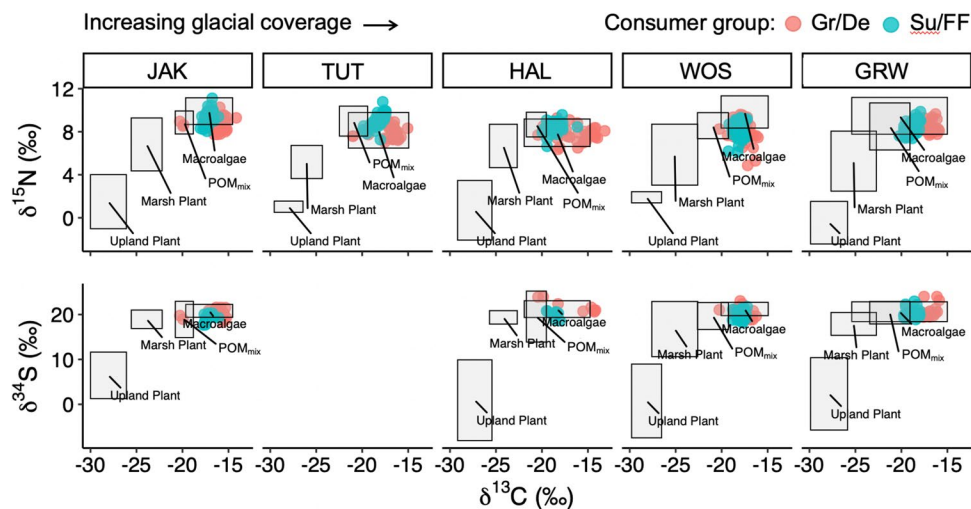 Increasing glacial coverage → Consumer group: Gr/De Su/FF
JAK TUT HAL WOS GRW
δ15N (‰)
12
8
4
0
Macroalgae
POMmix
Marsh Plant
Upland Plant
POMmix
Macroalgae
Marsh Plant
Upland Plant
Macroalgae
POMmix
Marsh Plant
Upland Plant
Macroalgae
POMmix
Marsh Plant
Upland Plant
Macroalgae
POMmix
Marsh Plant
Upland Plant
δ34S (‰)
20
10
0
Macroalgae
Marsh Plant
POMmix
Upland Plant
Macroalgae
Marsh Plant
POMmix
Upland Plant
Macroalgae
Marsh Plant
POMmix
Upland Plant
Macroalgae
Marsh Plant
POMmix
Upland Plant
-30 -25 -20 -15 -30 -25 -20 -15 -30 -25 -20 -15 -30 -25 -20 -15 -30 -25 -20 -15
δ13C (‰)